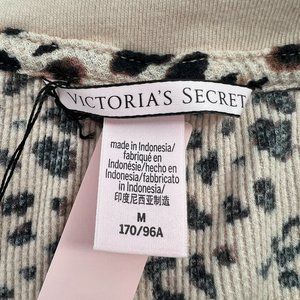 VICTORIA'S SECRET
made in Indonesia/
fabriqué en
Indonésie/hecho en
Indonesia/fabbricato
in Indonesia/
印度尼西亚制造
M
170/96A